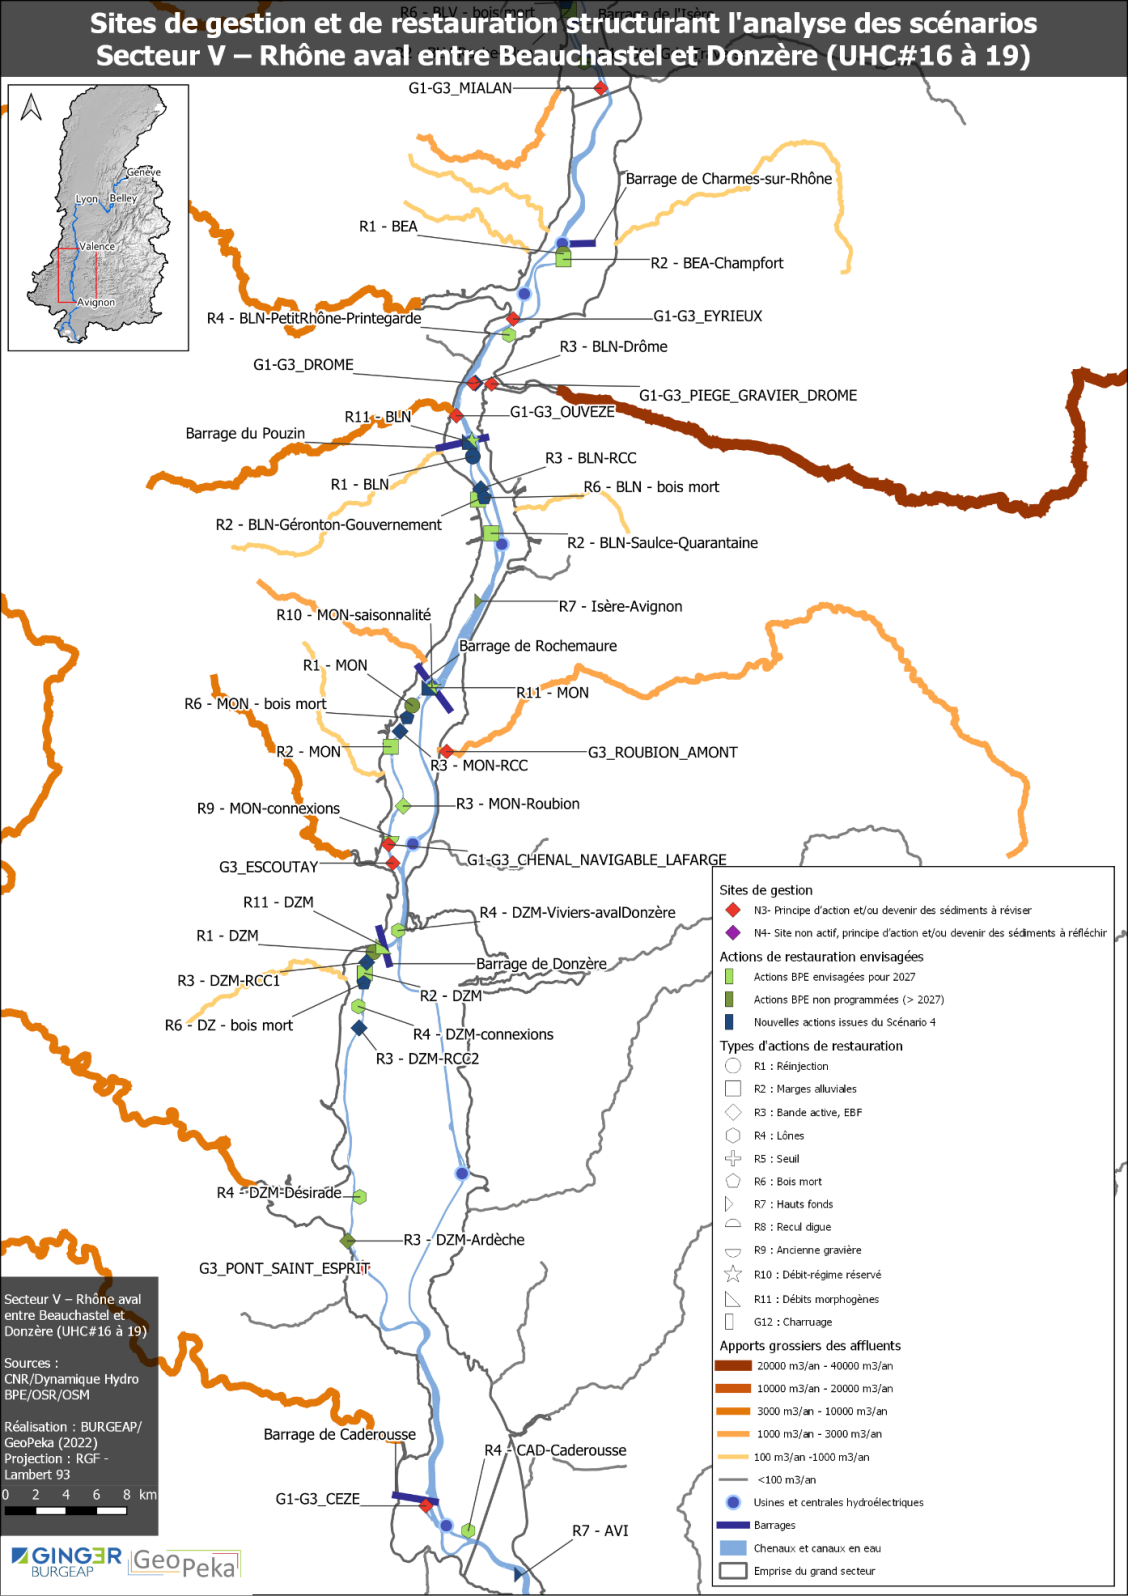 R6 - BLV - bois mort
Barrage de l'Isère
Sites de gestion et de restauration structurant l'analyse des scénarios
Secteur V – Rhône aval entre Beauchastel et Donzère (UHC#16 à 19)
G1-G3_MIALAN
Genève
Lyon
Belley
Valence
Avignon
Barrage de Charmes-sur-Rhône
R1 - BEA
R2 - BEA-Champfort
R4 - BLN-PetitRhône-Printegarde
G1-G3_EYRIEUX
R3 - BLN-Drôme
G1-G3_DROME
G1-G3_PIEGE_GRAVIER_DROME
R11 - BLN
G1-G3_OUVEZE
Barrage du Pouzin
R3 - BLN-RCC
R1 - BLN
R6 - BLN - bois mort
R2 - BLN-Géronton-Gouvernement
R2 - BLN-Saulce-Quarantaine
R7 - Isère-Avignon
R10 - MON-saisonnalité
Barrage de Rochemaure
R1 - MON
R11 - MON
R6 - MON - bois mort
R2 - MON
G3_ROUBION_AMONT
R3 - MON-RCC
R9 - MON-connexions
R3 - MON-Roubion
G1-G3_CHENAL_NAVIGABLE_LAFARGE
G3_ESCOUTAY
R11 - DZM
R4 - DZM-Viviers-avalDonzère
R1 - DZM
Barrage de Donzère
R3 - DZM-RCC1
R2 - DZM
R6 - DZ - bois mort
R4 - DZM-connexions
R3 - DZM-RCC2
R4 - DZM-Désirade
R3 - DZM-Ardèche
G3_PONT_SAINT_ESPRIT
Barrage de Caderousse
R4 - CAD-Caderousse
G1-G3_CEZE
R7 - AVI
Sites de gestion
N3- Principe d'action et/ou devenir des sédiments à réviser
N4- Site non actif, principe d'action et/ou devenir des sédiments à réfléchir
Actions de restauration envisagées
Actions BPE envisagées pour 2027
Actions BPE non programmées (> 2027)
Nouvelles actions issues du Scénario 4
Types d'actions de restauration
R1 : Réinjection
R2 : Marges alluviales
R3 : Bande active, EBF
R4 : Lônes
R5 : Seuil
R6 : Bois mort
R7 : Hauts fonds
R8 : Recul digue
R9 : Ancienne gravière
R10 : Débit-régime réservé
R11 : Débits morphogènes
G12 : Charruage
Apports grossiers des affluents
20000 m3/an - 40000 m3/an
10000 m3/an - 20000 m3/an
3000 m3/an - 10000 m3/an
1000 m3/an - 3000 m3/an
100 m3/an -1000 m3/an
<100 m3/an
Usines et centrales hydroélectriques
Barrages
Chenaux et canaux en eau
Emprise du grand secteur
Secteur V – Rhône aval
entre Beauchastel et
Donzère (UHC#16 à 19)
Sources :
CNR/Dynamique Hydro
BPE/OSR/OSM
Réalisation : BURGEAP/
GeoPeka (2022)
Projection : RGF -
Lambert 93
0 2 4 6 8 km
GINGER
BURGEAP
GeoPeka